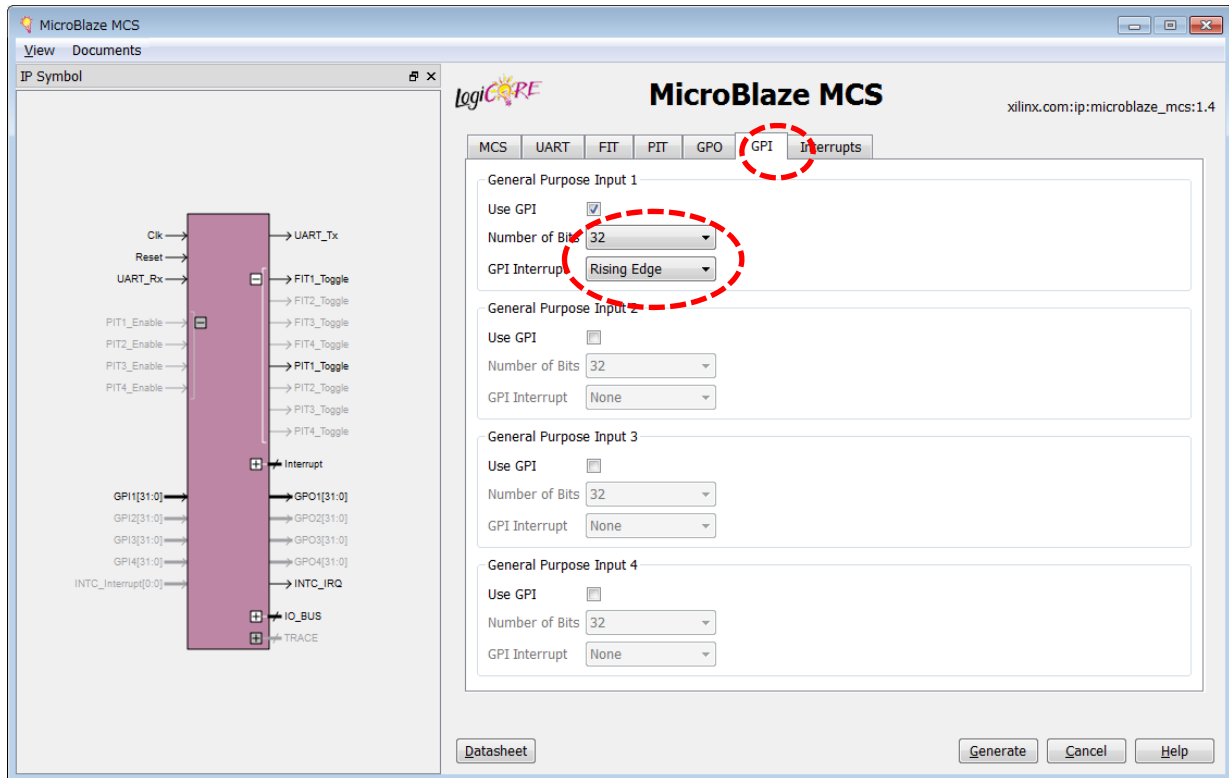 MicroBlaze MCS
View Documents
IP Symbol
Clk
Reset
UART_Rx
PIT1_Enable
PIT2_Enable
PIT3_Enable
PIT4_Enable
GPI1[31:0]
GPI2[31:0]
GPI3[31:0]
GPI4[31:0]
INTC_Interrupt[0:0]
UART_Tx
FIT1_Toggle
FIT2_Toggle
FIT3_Toggle
FIT4_Toggle
PIT1_Toggle
PIT2_Toggle
PIT3_Toggle
PIT4_Toggle
Interrupt
GPO1[31:0]
GPO2[31:0]
GPO3[31:0]
GPO4[31:0]
INTC_IRQ
IO_BUS
TRACE
LogiCORE
MicroBlaze MCS
xilinx.com:ip:microblaze_mcs:1.4
MCS UART FIT PIT GPO GPI Interrupts
General Purpose Input 1
Use GPI
Number of Bits 32
GPI Interrupt Rising Edge
General Purpose Input 2
Use GPI
Number of Bits 32
GPI Interrupt None
General Purpose Input 3
Use GPI
Number of Bits 32
GPI Interrupt None
General Purpose Input 4
Use GPI
Number of Bits 32
GPI Interrupt None
Datasheet Generate Cancel Help